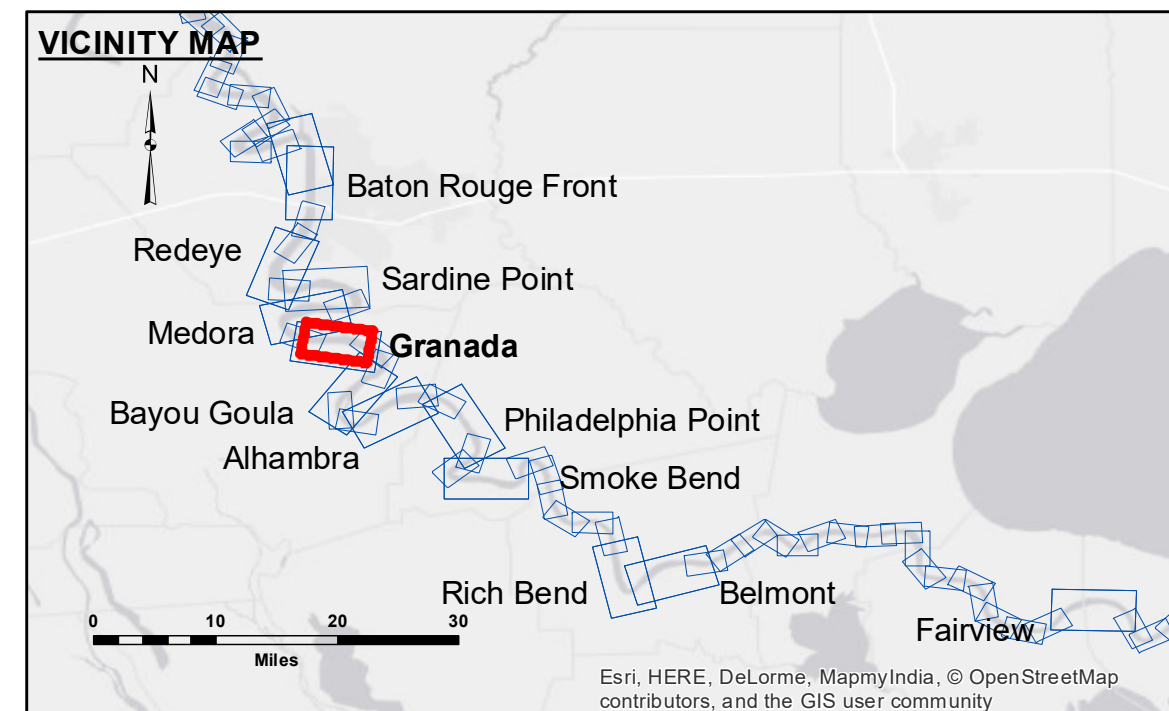 VICINITY MAP
N
Baton Rouge Front
Redeye
Sardine Point
Medora
Granada
Bayou Goula
Philadelphia Point
Alhambra
Smoke Bend
Rich Bend
Belmont
Fairview
0 10 20 30
Miles
Esri, HERE, DeLorme, MapmyIndia, © OpenStreetMap
contributors, and the GIS user community